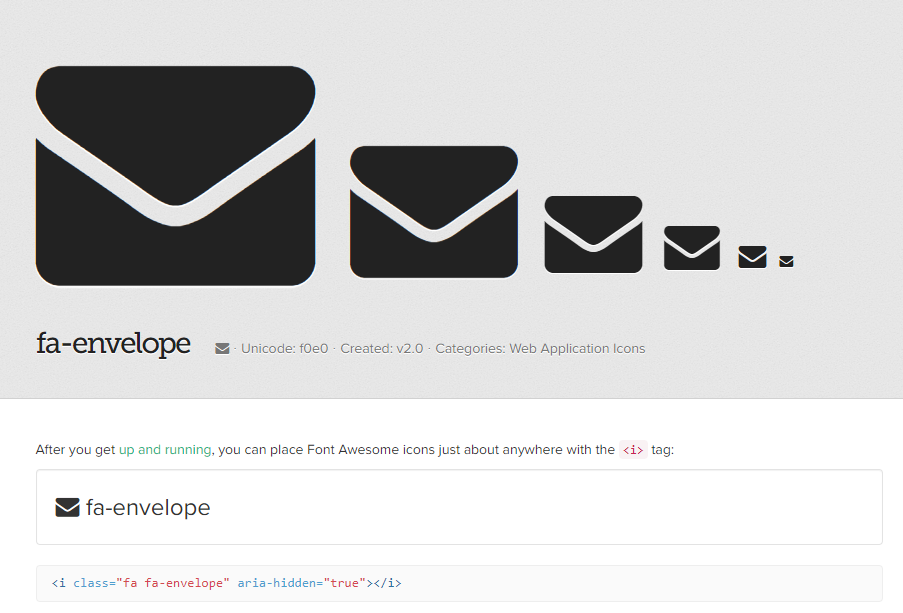 fa-envelope · Unicode: f0e0 · Created: v2.0 · Categories: Web Application Icons
After you get up and running, you can place Font Awesome icons just about anywhere with the <i> tag:
fa-envelope
<i class="fa fa-envelope" aria-hidden="true"></i>